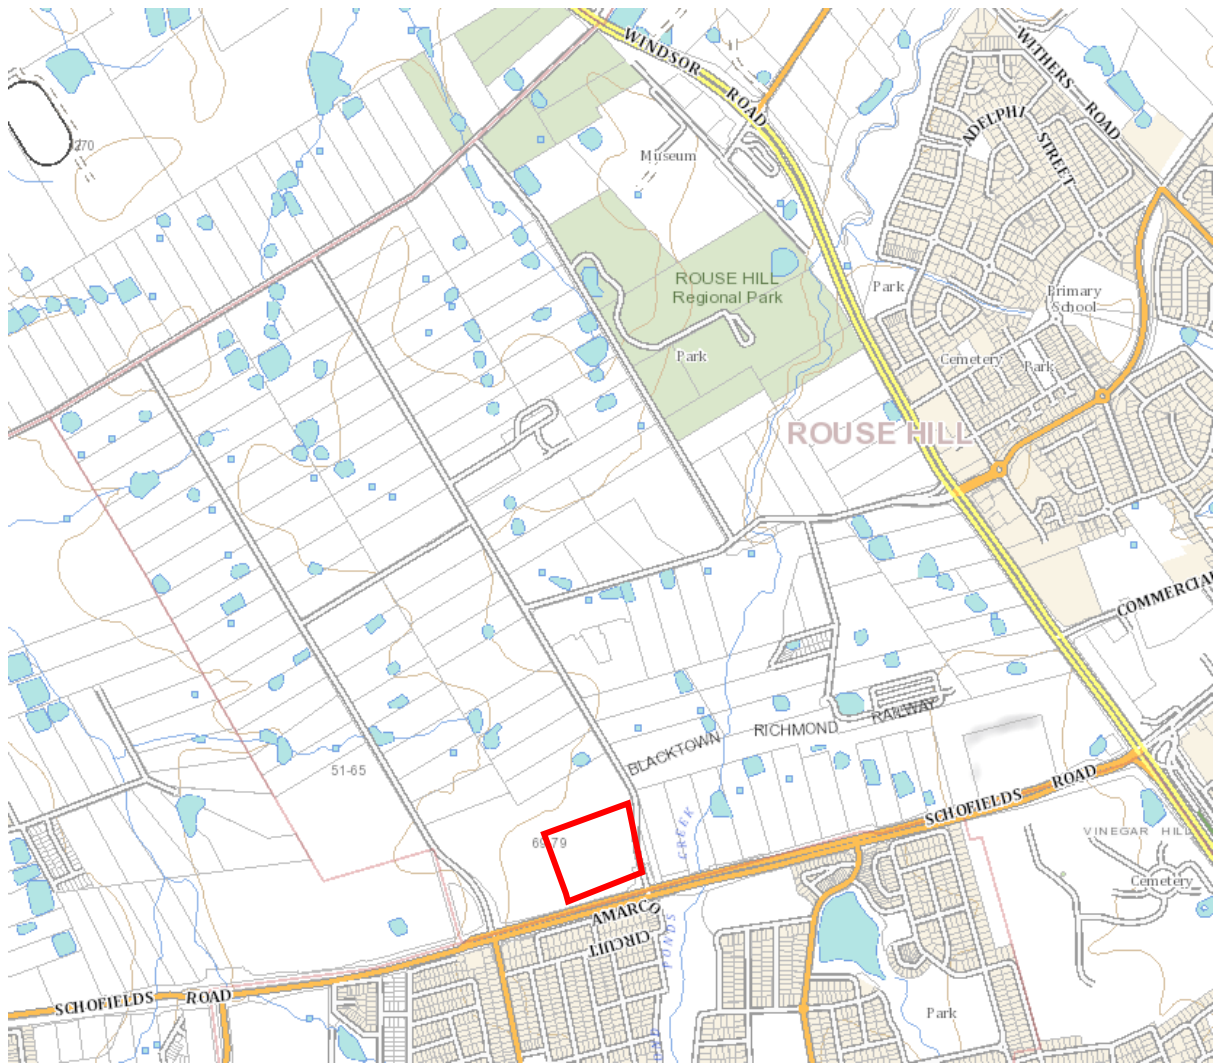 WINDSOR
ROAD
WITHERS
ROAD
ADELPHI
STREET
270
Museum
ROUSE HILL
Regional Park
Park
Park
Primary
School
Cemetery
Park
ROUSE HILL
COMMERCIAL
BLACKTOWN
RICHMOND
RAILWAY
51-65
SCHOFIELDS
ROAD
CREEK
69-79
VINEGAR HILL
Cemetery
AMARCO
CIRCUIT
PONDS
SCHOFIELDS
ROAD
Park